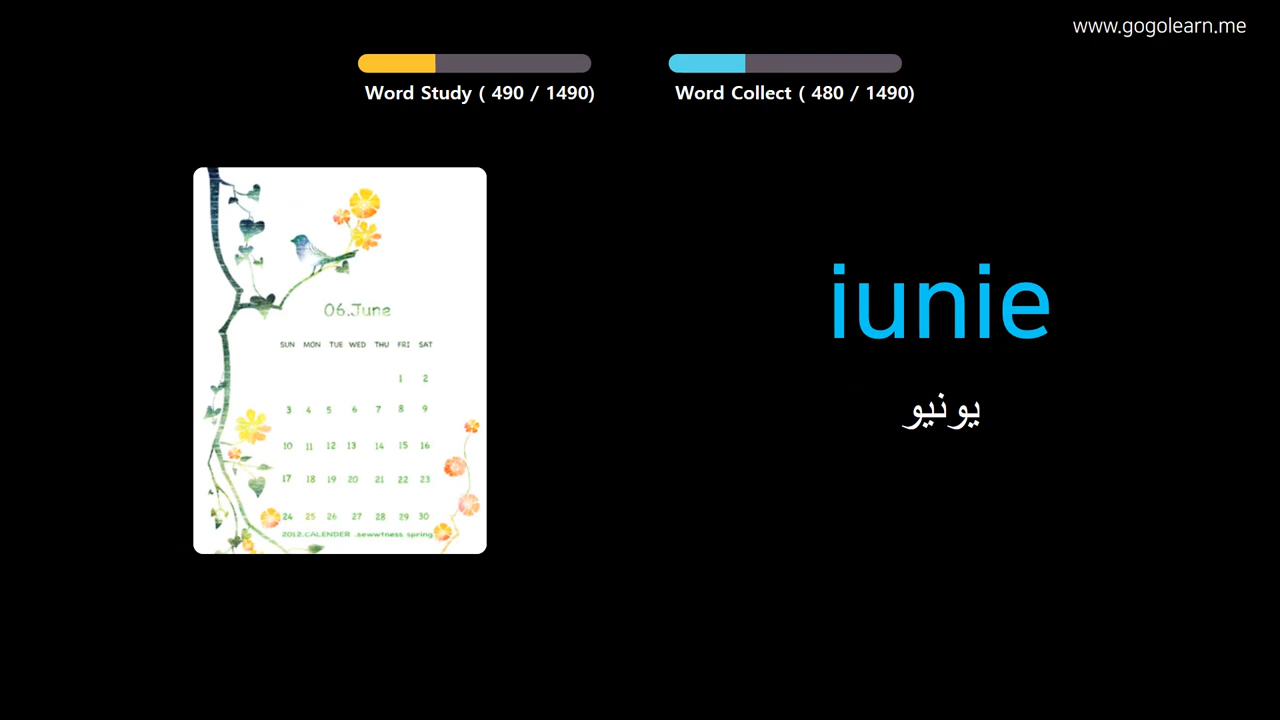 www.gogolearn.me
Word Study ( 490 / 1490)
Word Collect ( 480 / 1490)
06.June
SUN MON TUE WED THU FRI SAT
1 2
3 4 5 6 7 8 9
10 11 12 13 14 15 16
17 18 19 20 21 22 23
24 25 26 27 28 29 30
2012.CALENDER .sewwtness spring
iunie
يونيو